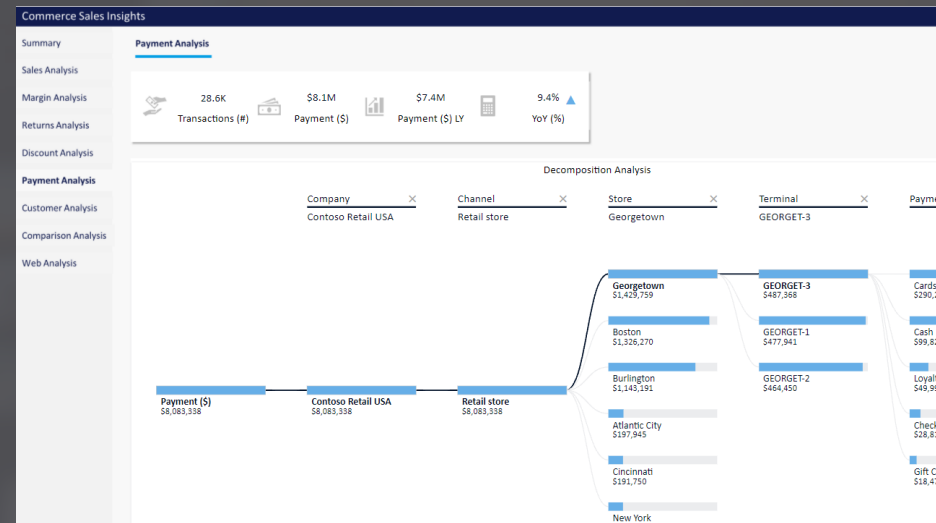 Commerce Sales Insights
Summary
Sales Analysis
Margin Analysis
Returns Analysis
Discount Analysis
Payment Analysis
Customer Analysis
Comparison Analysis
Web Analysis
Payment Analysis
28.6K
Transactions (#)
$8.1M
Payment ($)
$7.4M
Payment ($) LY
9.4%
YoY (%)
Decomposition Analysis
Company
Contoso Retail USA
Channel
Retail store
Store
Georgetown
Terminal
GEORGET-3
Payment ($)
$8,083,338
Contoso Retail USA
$8,083,338
Retail store
$8,083,338
Georgetown
$1,429,759
Boston
$1,326,270
Burlington
$1,143,191
Atlantic City
$197,945
Cincinnati
$191,750
New York
GEORGET-3
$487,368
GEORGET-1
$477,941
GEORGET-2
$464,450
Cards
Cash